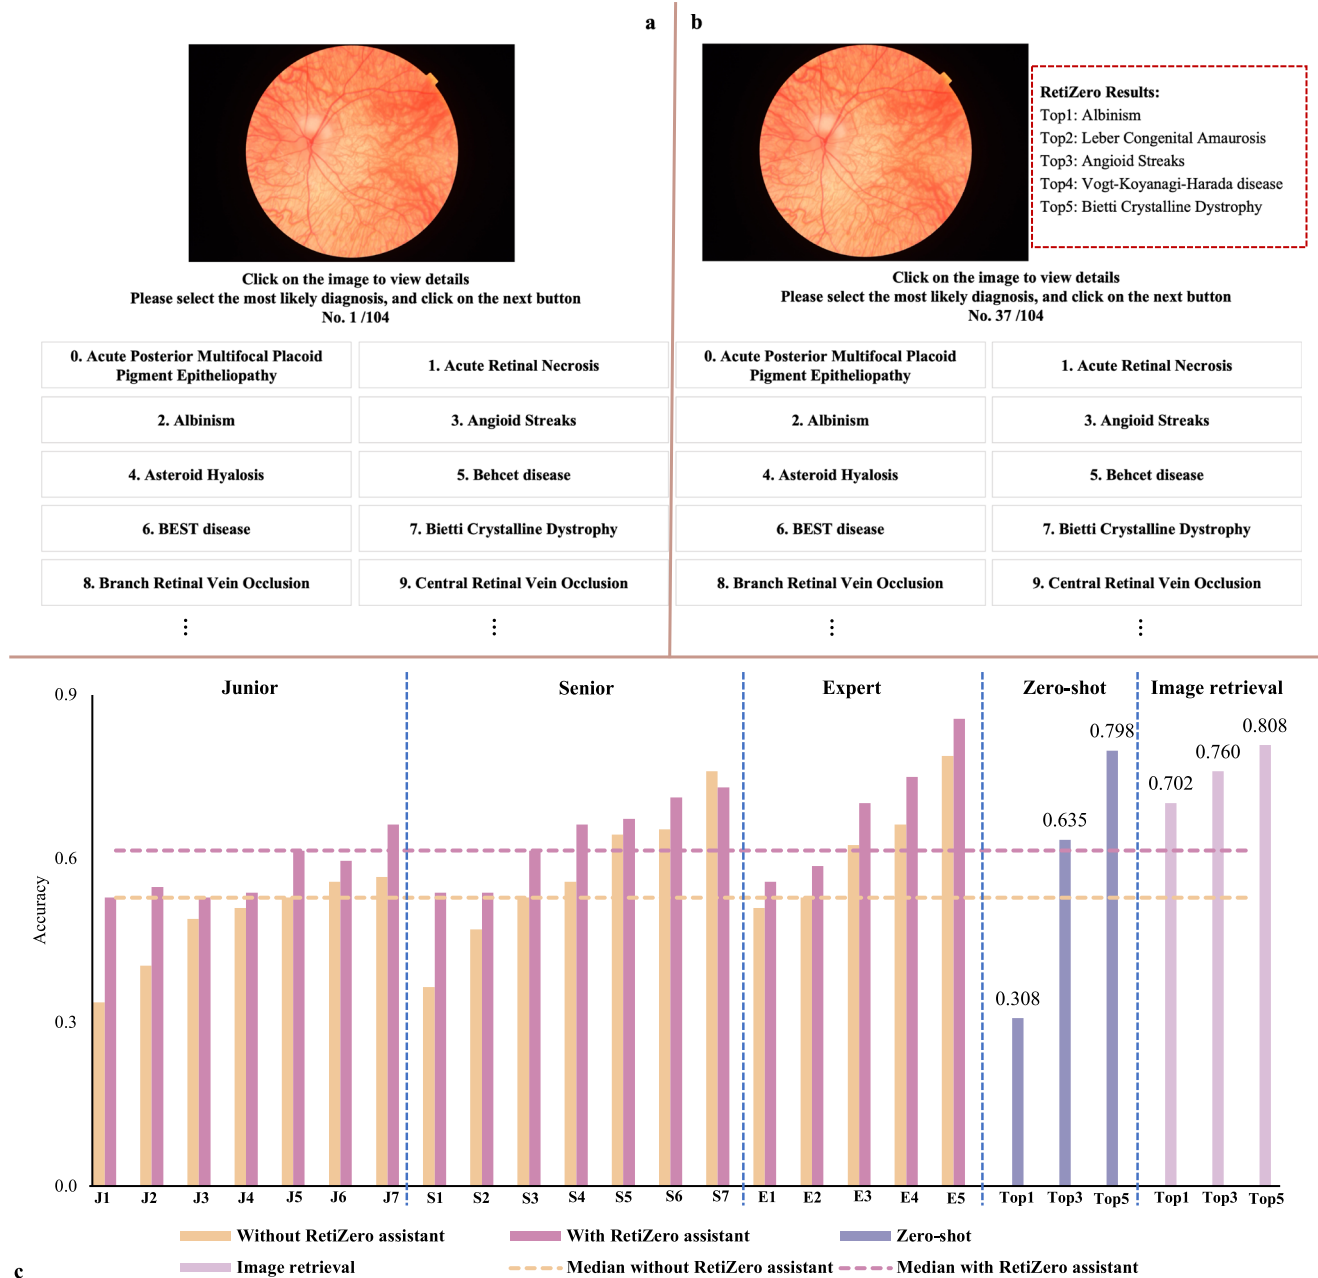 a
Click on the image to view details
Please select the most likely diagnosis, and click on the next button
No. 1 /104
0. Acute Posterior Multifocal Placoid
Pigment Epitheliopathy
1. Acute Retinal Necrosis
2. Albinism
3. Angioid Streaks
4. Asteroid Hyalosis
5. Behcet disease
6. BEST disease
7. Bietti Crystalline Dystrophy
8. Branch Retinal Vein Occlusion
9. Central Retinal Vein Occlusion
⋮ ⋮
b
RetiZero Results:
Top1: Albinism
Top2: Leber Congenital Amaurosis
Top3: Angioid Streaks
Top4: Vogt-Koyanagi-Harada disease
Top5: Bietti Crystalline Dystrophy
Click on the image to view details
Please select the most likely diagnosis, and click on the next button
No. 37 /104
0. Acute Posterior Multifocal Placoid
Pigment Epitheliopathy
1. Acute Retinal Necrosis
2. Albinism
3. Angioid Streaks
4. Asteroid Hyalosis
5. Behcet disease
6. BEST disease
7. Bietti Crystalline Dystrophy
8. Branch Retinal Vein Occlusion
9. Central Retinal Vein Occlusion
⋮ ⋮
Junior Senior Expert Zero-shot Image retrieval
0.9
0.6
0.3
0.0
Accuracy
0.308
0.635
0.798
0.702
0.760
0.808
J1 J2 J3 J4 J5 J6 J7 S1 S2 S3 S4 S5 S6 S7 E1 E2 E3 E4 E5 Top1 Top3 Top5 Top1 Top3 Top5
Without RetiZero assistant With RetiZero assistant Zero-shot
Image retrieval Median without RetiZero assistant Median with RetiZero assistant
c